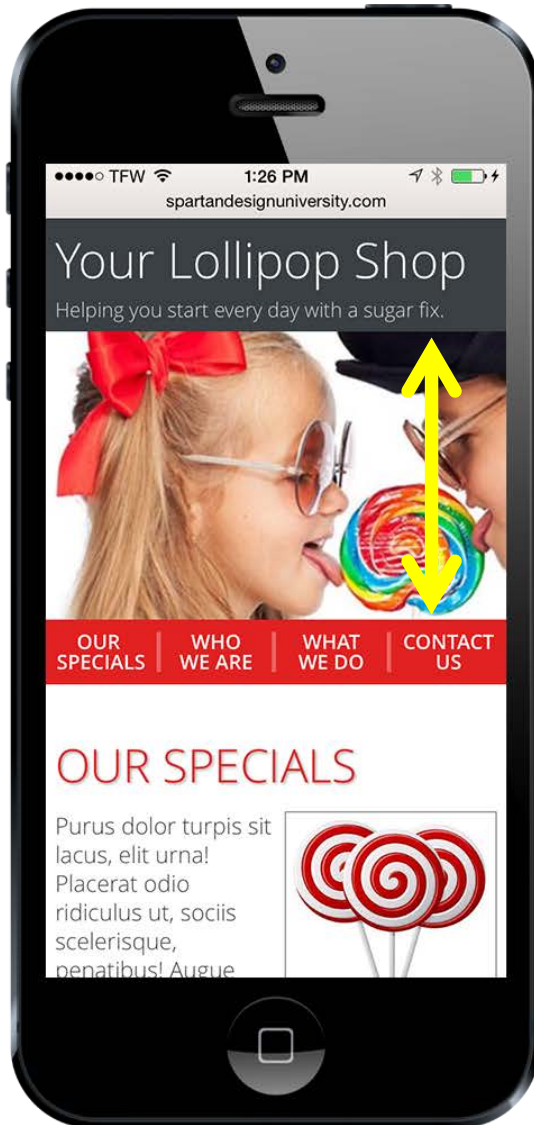 TFW 1:26 PM
spartandesignuniversity.com
Your Lollipop Shop
Helping you start every day with a sugar fix.
OUR SPECIALS WHO WE ARE WHAT WE DO CONTACT US
OUR SPECIALS
Purus dolor turpis sit
lacus, elit urna!
Placerat odio
ridiculus ut, sociis
scelerisque,
penatibus! Augue